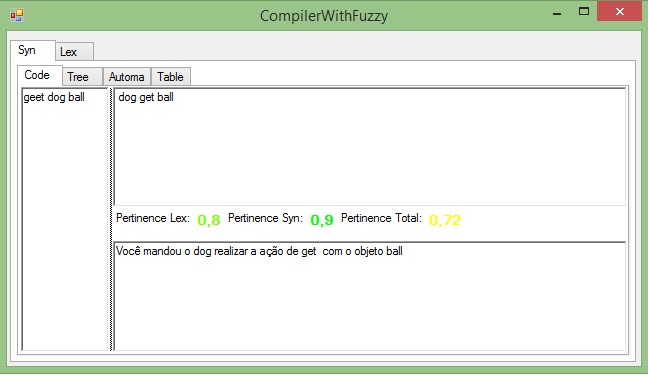 CompilerWithFuzzy
Syn Lex
Code Tree Automa Table
geet dog ball
dog get ball
Pertinence Lex: 0,8 Pertinence Syn: 0,9 Pertinence Total: 0,72
Você mandou o dog realizar a ação de get com o objeto ball